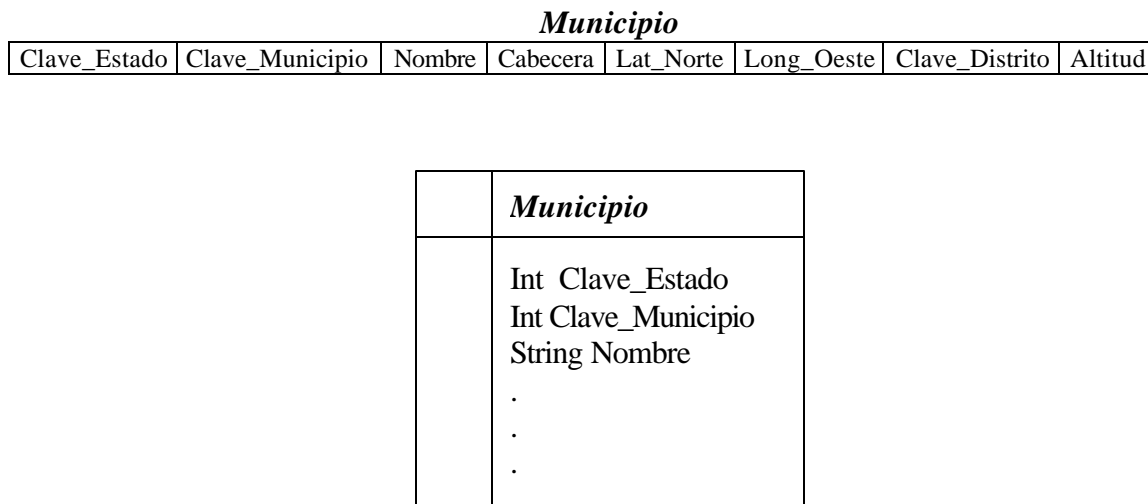 Municipio
Clave_Estado Clave_Municipio Nombre Cabecera Lat_Norte Long_Oeste Clave_Distrito Altitud
Municipio
Int Clave_Estado
Int Clave_Municipio
String Nombre
.
.
.